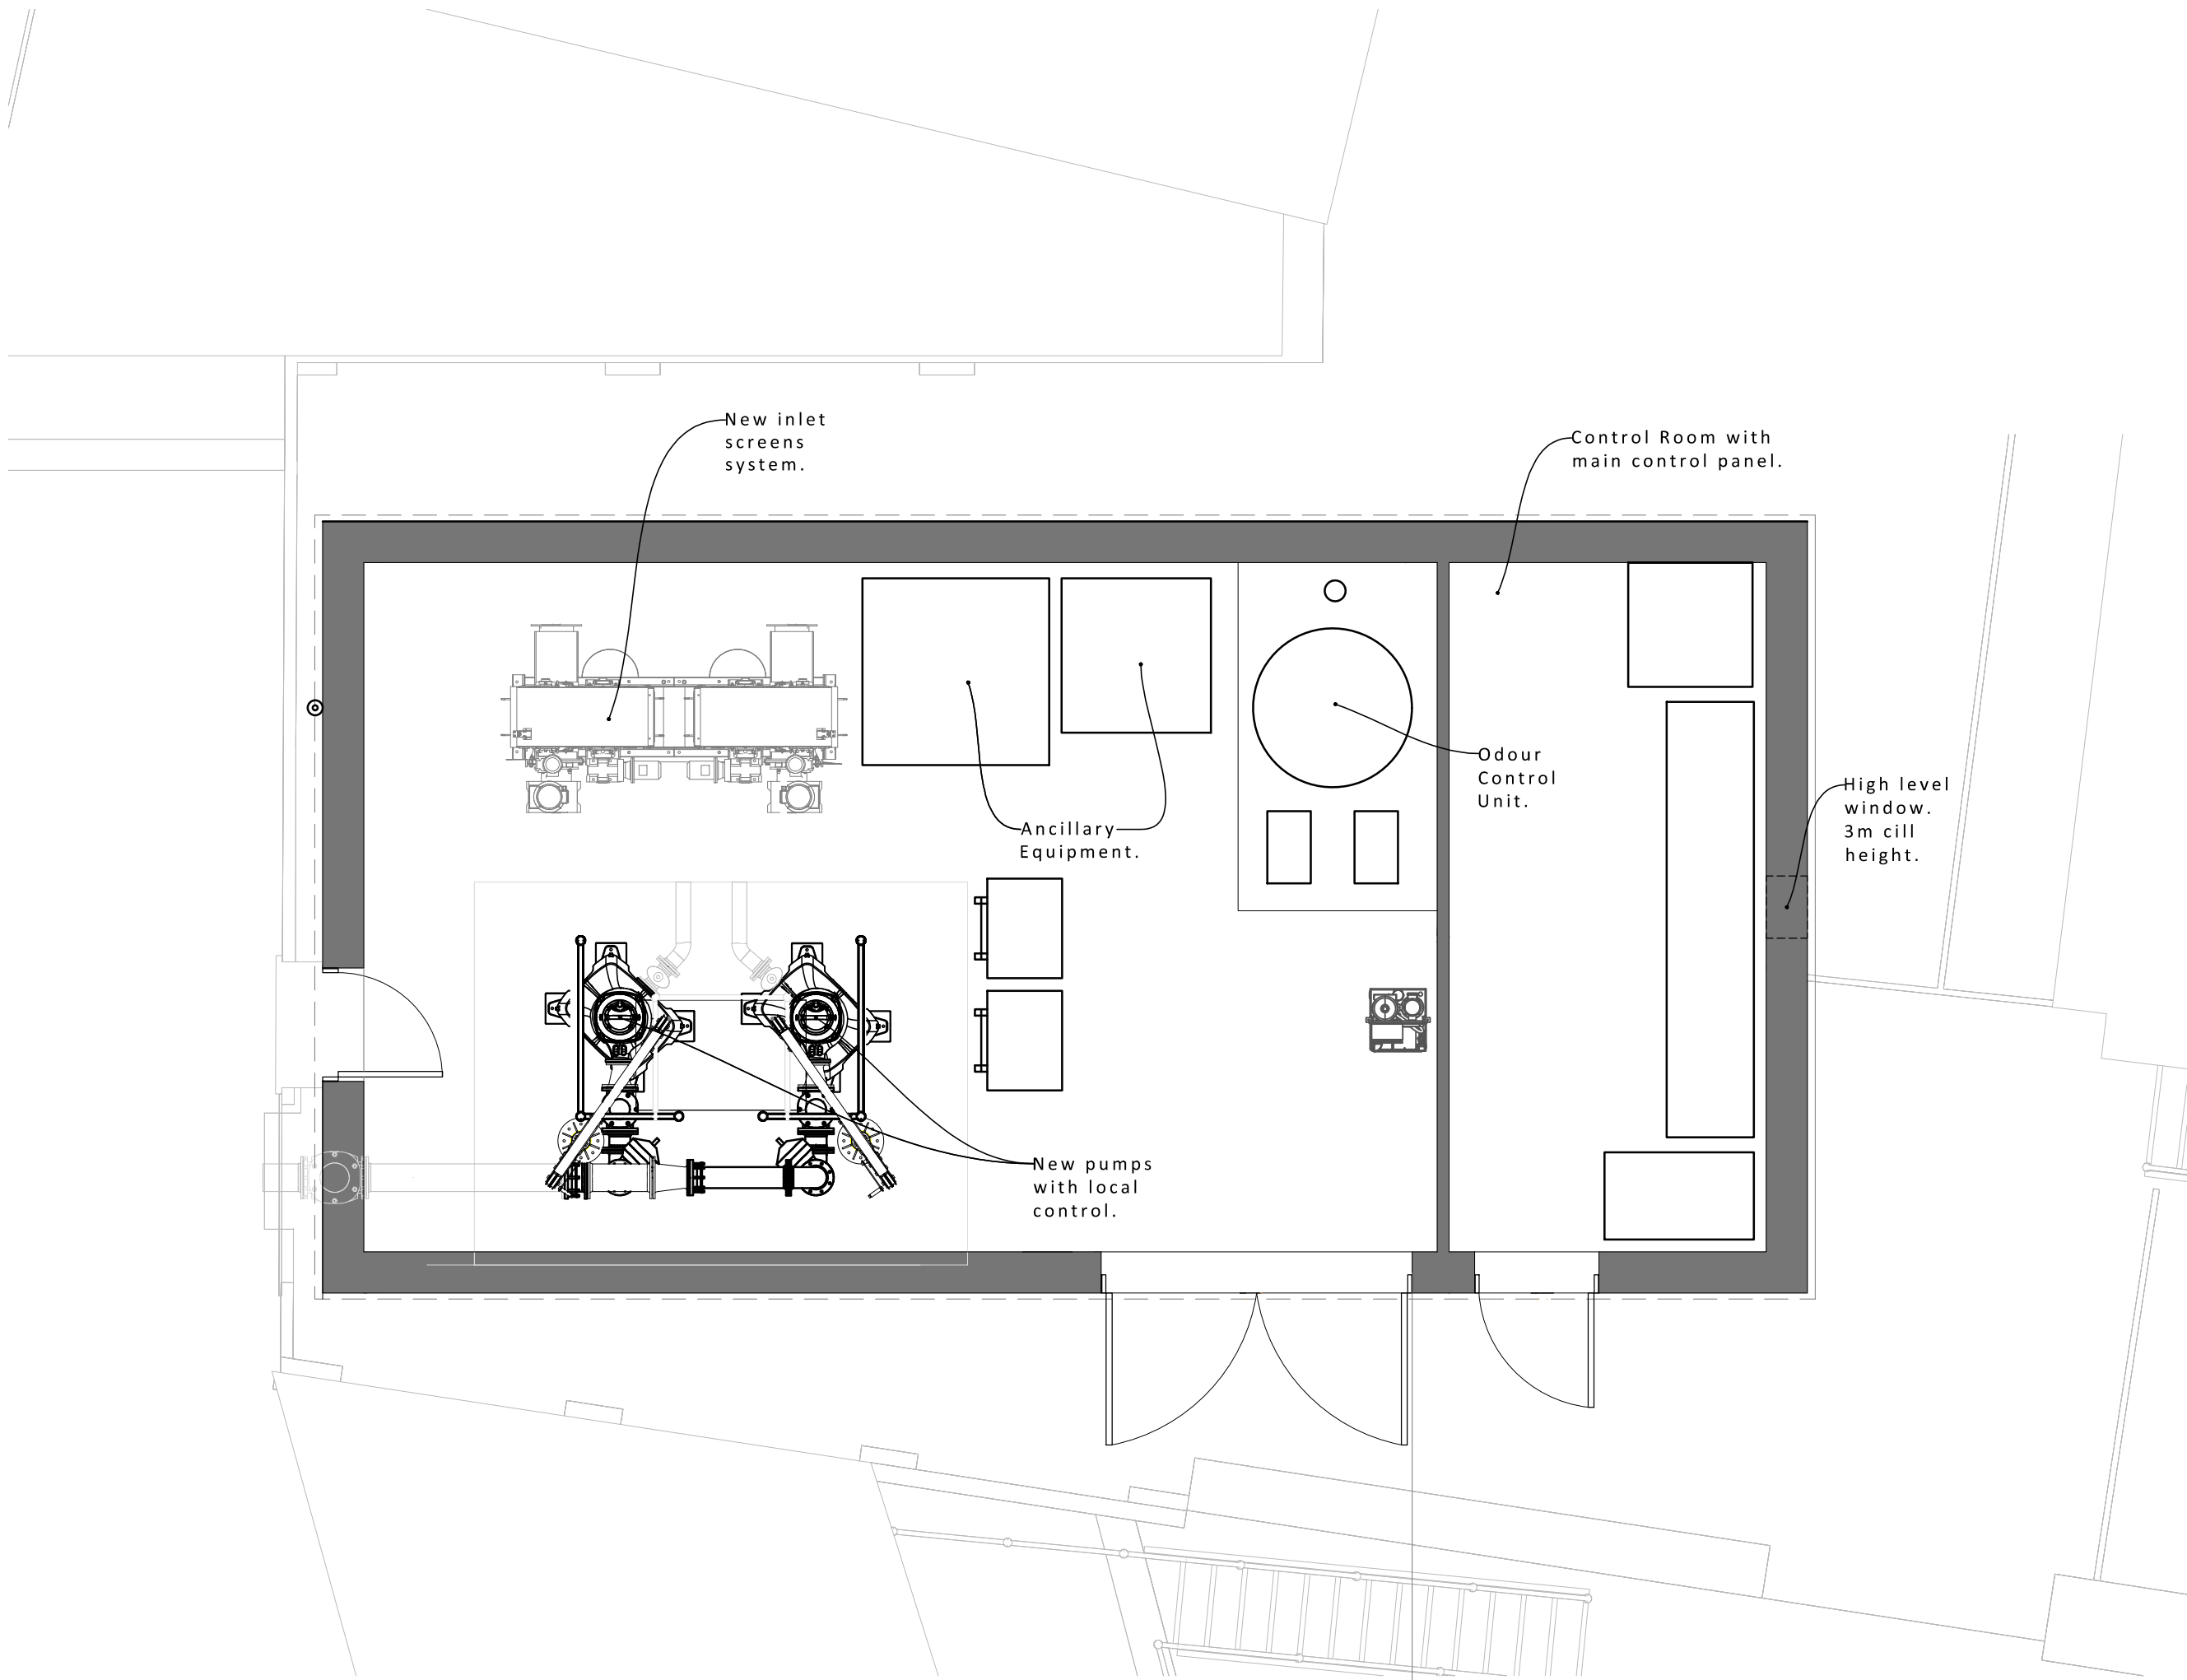 New inlet
screens
system.
Control Room with
main control panel.
Odour
Control
Unit.
High level
window.
3m cill
height.
Ancillary
Equipment.
New pumps
with local
control.